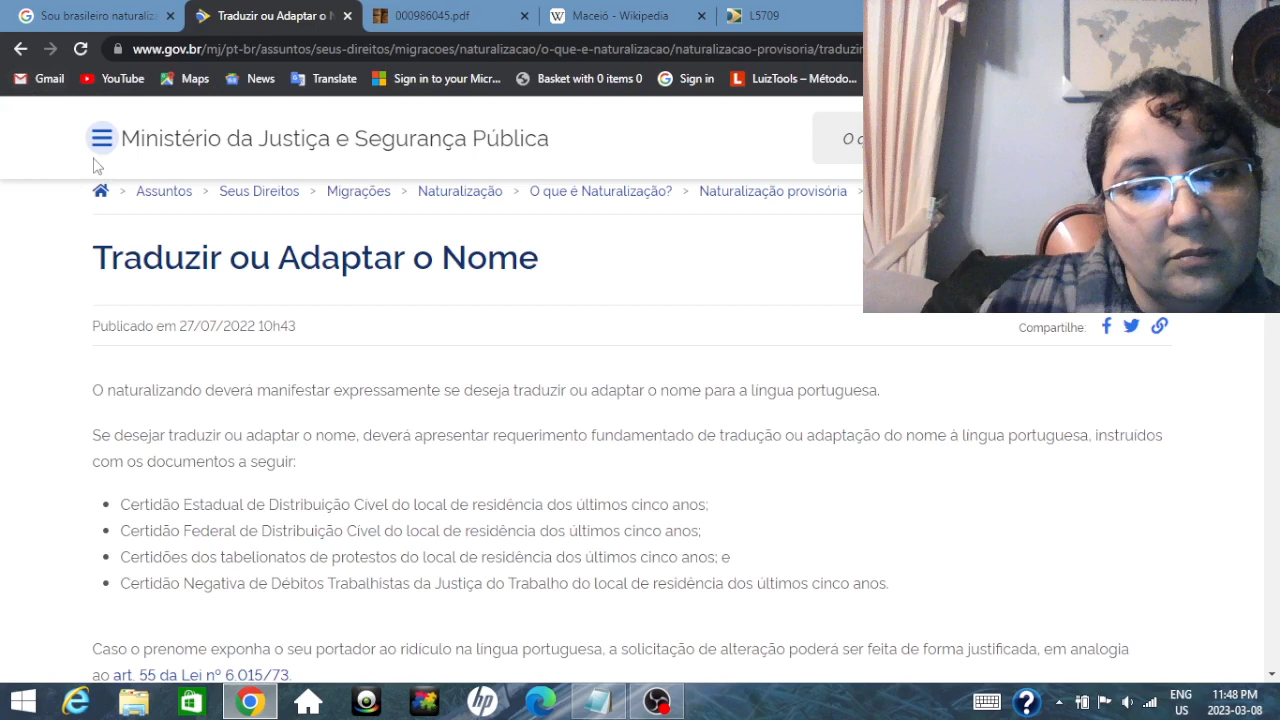 Sou brasileiro naturaliz
Traduzir ou Adaptar o N
000986045.pdf
Maceió - Wikipedia
L5709
www.gov.br/mj/pt-br/assuntos/seus-direitos/migracoes/naturalizacao/o-que-e-naturalizacao/naturalizacao-provisoria/traduzir
Gmail
YouTube
Maps
News
Translate
Sign in to your Micr...
Basket with 0 items 0
Sign in
LuizTools – Método...
Ministério da Justiça e Segurança Pública
O q
Assuntos > Seus Direitos > Migrações > Naturalização > O que é Naturalização? > Naturalização provisória >
Traduzir ou Adaptar o Nome
Publicado em 27/07/2022 10h43
Compartilhe:
O naturalizando deverá manifestar expressamente se deseja traduzir ou adaptar o nome para a língua portuguesa.
Se desejar traduzir ou adaptar o nome, deverá apresentar requerimento fundamentado de tradução ou adaptação do nome à língua portuguesa, instruídos
com os documentos a seguir:
• Certidão Estadual de Distribuição Cível do local de residência dos últimos cinco anos;
• Certidão Federal de Distribuição Cível do local de residência dos últimos cinco anos;
• Certidões dos tabelionatos de protestos do local de residência dos últimos cinco anos; e
• Certidão Negativa de Débitos Trabalhistas da Justiça do Trabalho do local de residência dos últimos cinco anos.
Caso o prenome exponha o seu portador ao ridículo na língua portuguesa, a solicitação de alteração poderá ser feita de forma justificada, em analogia
ao art. 55 da Lei nº 6.015/73.
ENG
US
11:48 PM
2023-03-08